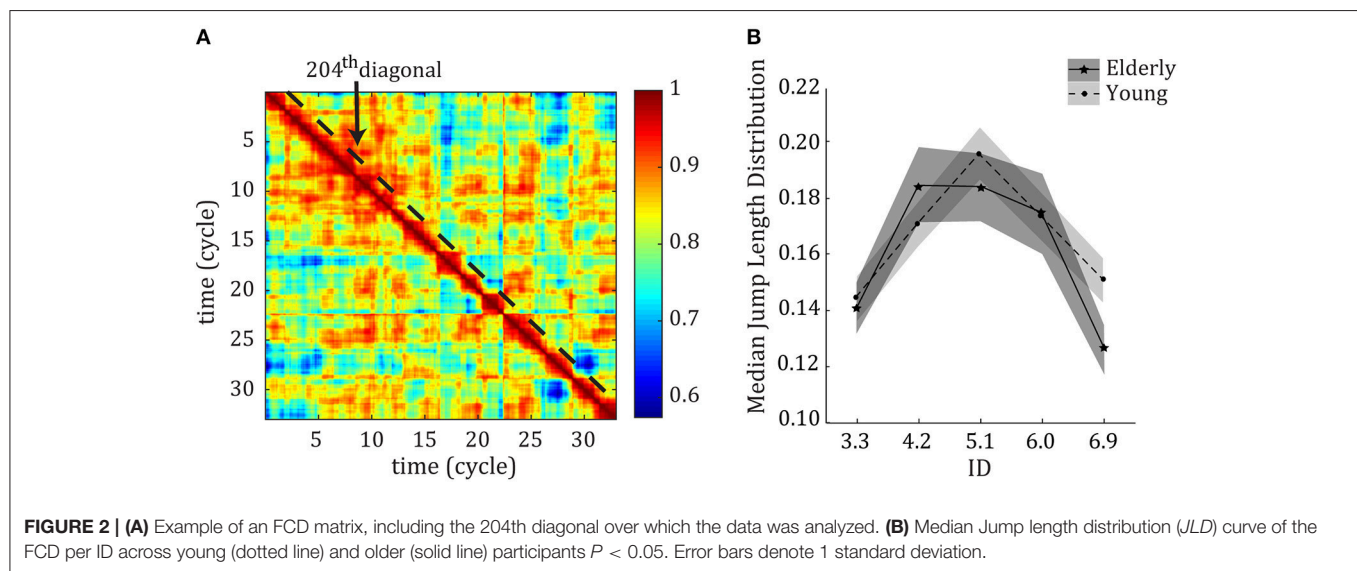 A
204th diagonal
time (cycle)
5
10
15
20
25
30
5 10 15 20 25 30
time (cycle)
1
0.9
0.8
0.7
0.6
B
Elderly
Young
Median Jump Length Distribution
0.22
0.20
0.18
0.16
0.14
0.12
0.10
3.3 4.2 5.1 6.0 6.9
ID
FIGURE 2 | (A) Example of an FCD matrix, including the 204th diagonal over which the data was analyzed. (B) Median Jump length distribution (JLD) curve of the
FCD per ID across young (dotted line) and older (solid line) participants P < 0.05. Error bars denote 1 standard deviation.